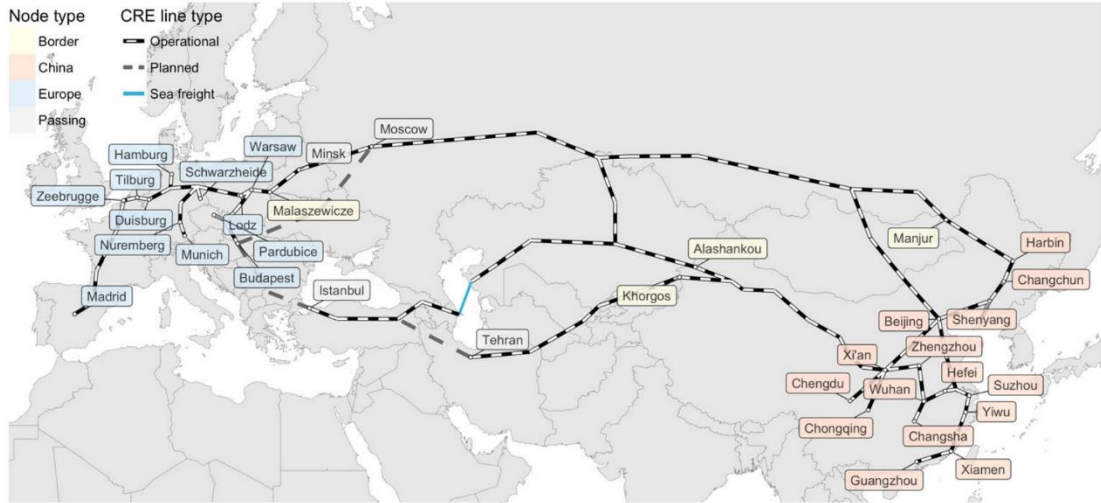 Node type
Border
China
Europe
Passing
CRE line type
Operational
Planned
Sea freight
Moscow
Warsaw
Minsk
Hamburg
Schwarzheide
Tilburg
Zeebrugge
Malaszewicze
Duisburg
Lodz
Nuremberg
Munich
Pardubice
Budapest
Istanbul
Madrid
Tehran
Alashankou
Khorgos
Manjur
Harbin
Changchun
Beijing
Shenyang
Zhengzhou
Xi'an
Hefei
Chengdu
Wuhan
Suzhou
Yiwu
Chongqing
Changsha
Xiamen
Guangzhou